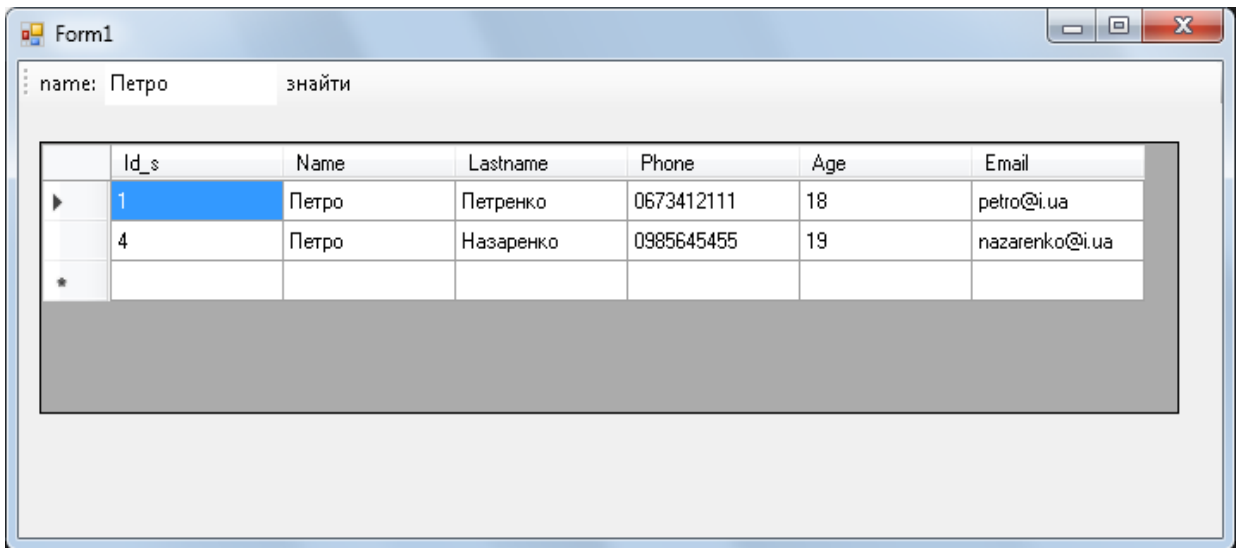 Form1
name: Петро знайти
Id_s Name Lastname Phone Age Email
1 Петро Петренко 0673412111 18 petro@i.ua
4 Петро Назаренко 0985645455 19 nazarenko@i.ua